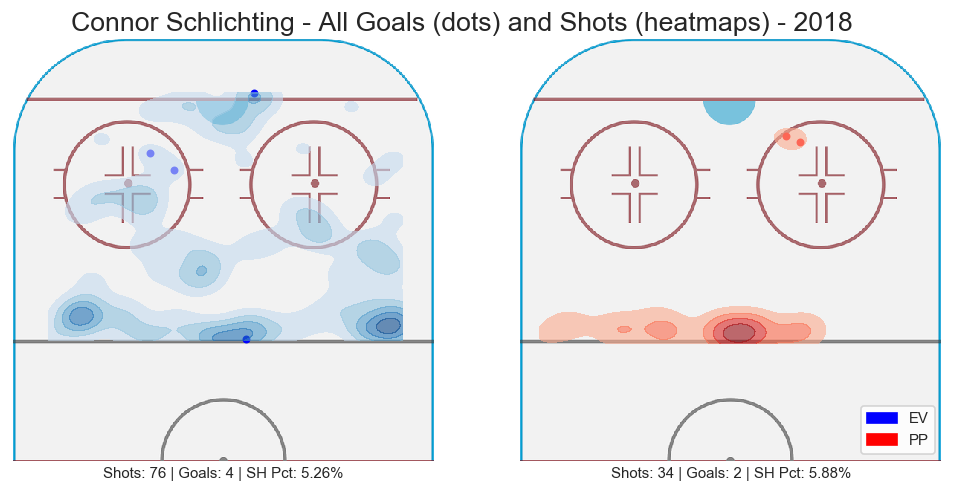 Connor Schlichting - All Goals (dots) and Shots (heatmaps) - 2018
EV
PP
Shots: 76 | Goals: 4 | SH Pct: 5.26%
Shots: 34 | Goals: 2 | SH Pct: 5.88%